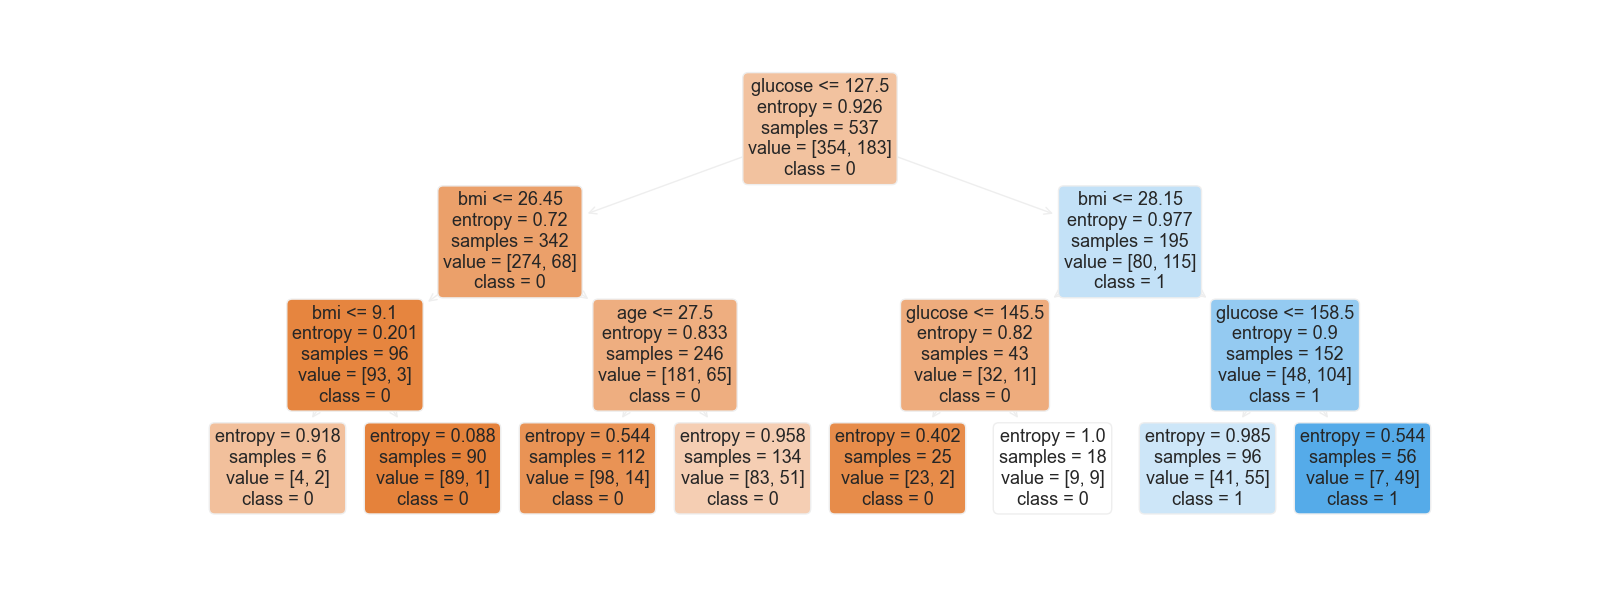 glucose <= 127.5
entropy = 0.926
samples = 537
value = [354, 183]
class = 0
bmi <= 26.45
entropy = 0.72
samples = 342
value = [274, 68]
class = 0
bmi <= 28.15
entropy = 0.977
samples = 195
value = [80, 115]
class = 1
bmi <= 9.1
entropy = 0.201
samples = 96
value = [93, 3]
class = 0
age <= 27.5
entropy = 0.833
samples = 246
value = [181, 65]
class = 0
glucose <= 145.5
entropy = 0.82
samples = 43
value = [32, 11]
class = 0
glucose <= 158.5
entropy = 0.9
samples = 152
value = [48, 104]
class = 1
entropy = 0.918
samples = 6
value = [4, 2]
class = 0
entropy = 0.088
samples = 90
value = [89, 1]
class = 0
entropy = 0.544
samples = 112
value = [98, 14]
class = 0
entropy = 0.958
samples = 134
value = [83, 51]
class = 0
entropy = 0.402
samples = 25
value = [23, 2]
class = 0
entropy = 1.0
samples = 18
value = [9, 9]
class = 0
entropy = 0.985
samples = 96
value = [41, 55]
class = 1
entropy = 0.544
samples = 56
value = [7, 49]
class = 1